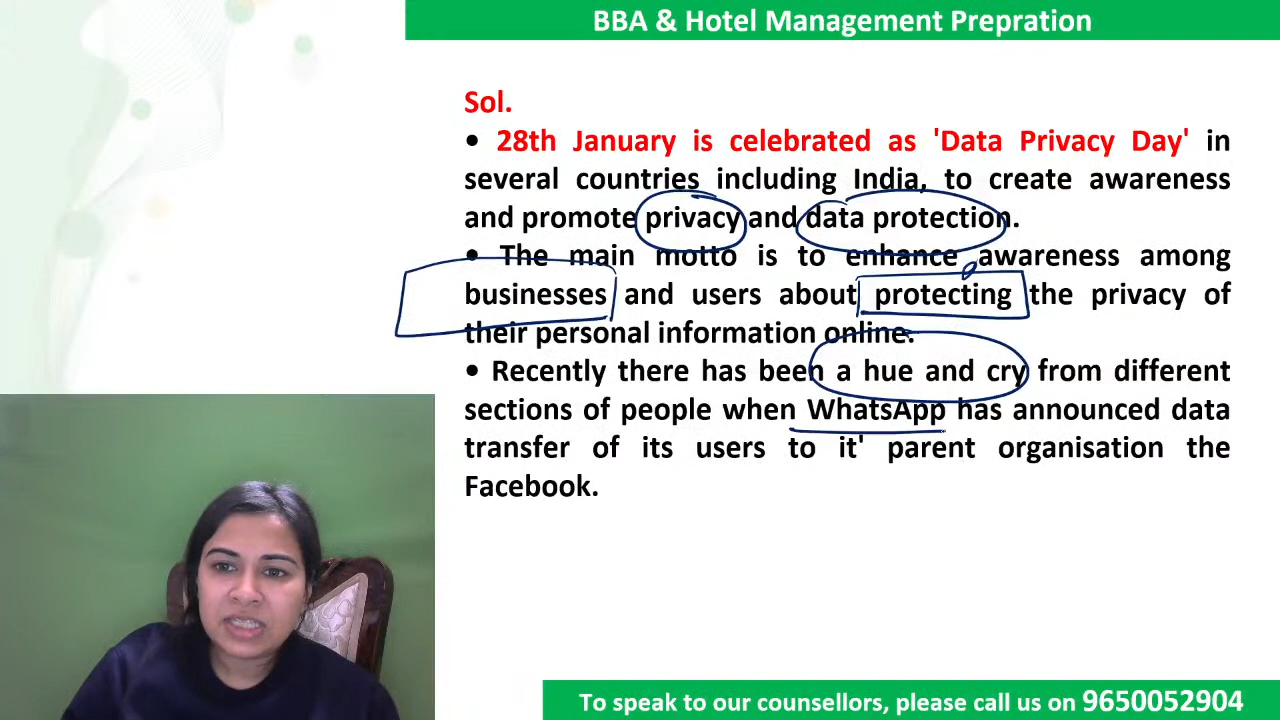 BBA & Hotel Management Prepration
Sol.
• 28th January is celebrated as 'Data Privacy Day' in
several countries including India, to create awareness
and promote privacy and data protection.
• The main motto is to enhance awareness among
businesses and users about protecting the privacy of
their personal information online.
• Recently there has been a hue and cry from different
sections of people when WhatsApp has announced data
transfer of its users to it' parent organisation the
Facebook.
To speak to our counsellors, please call us on 9650052904